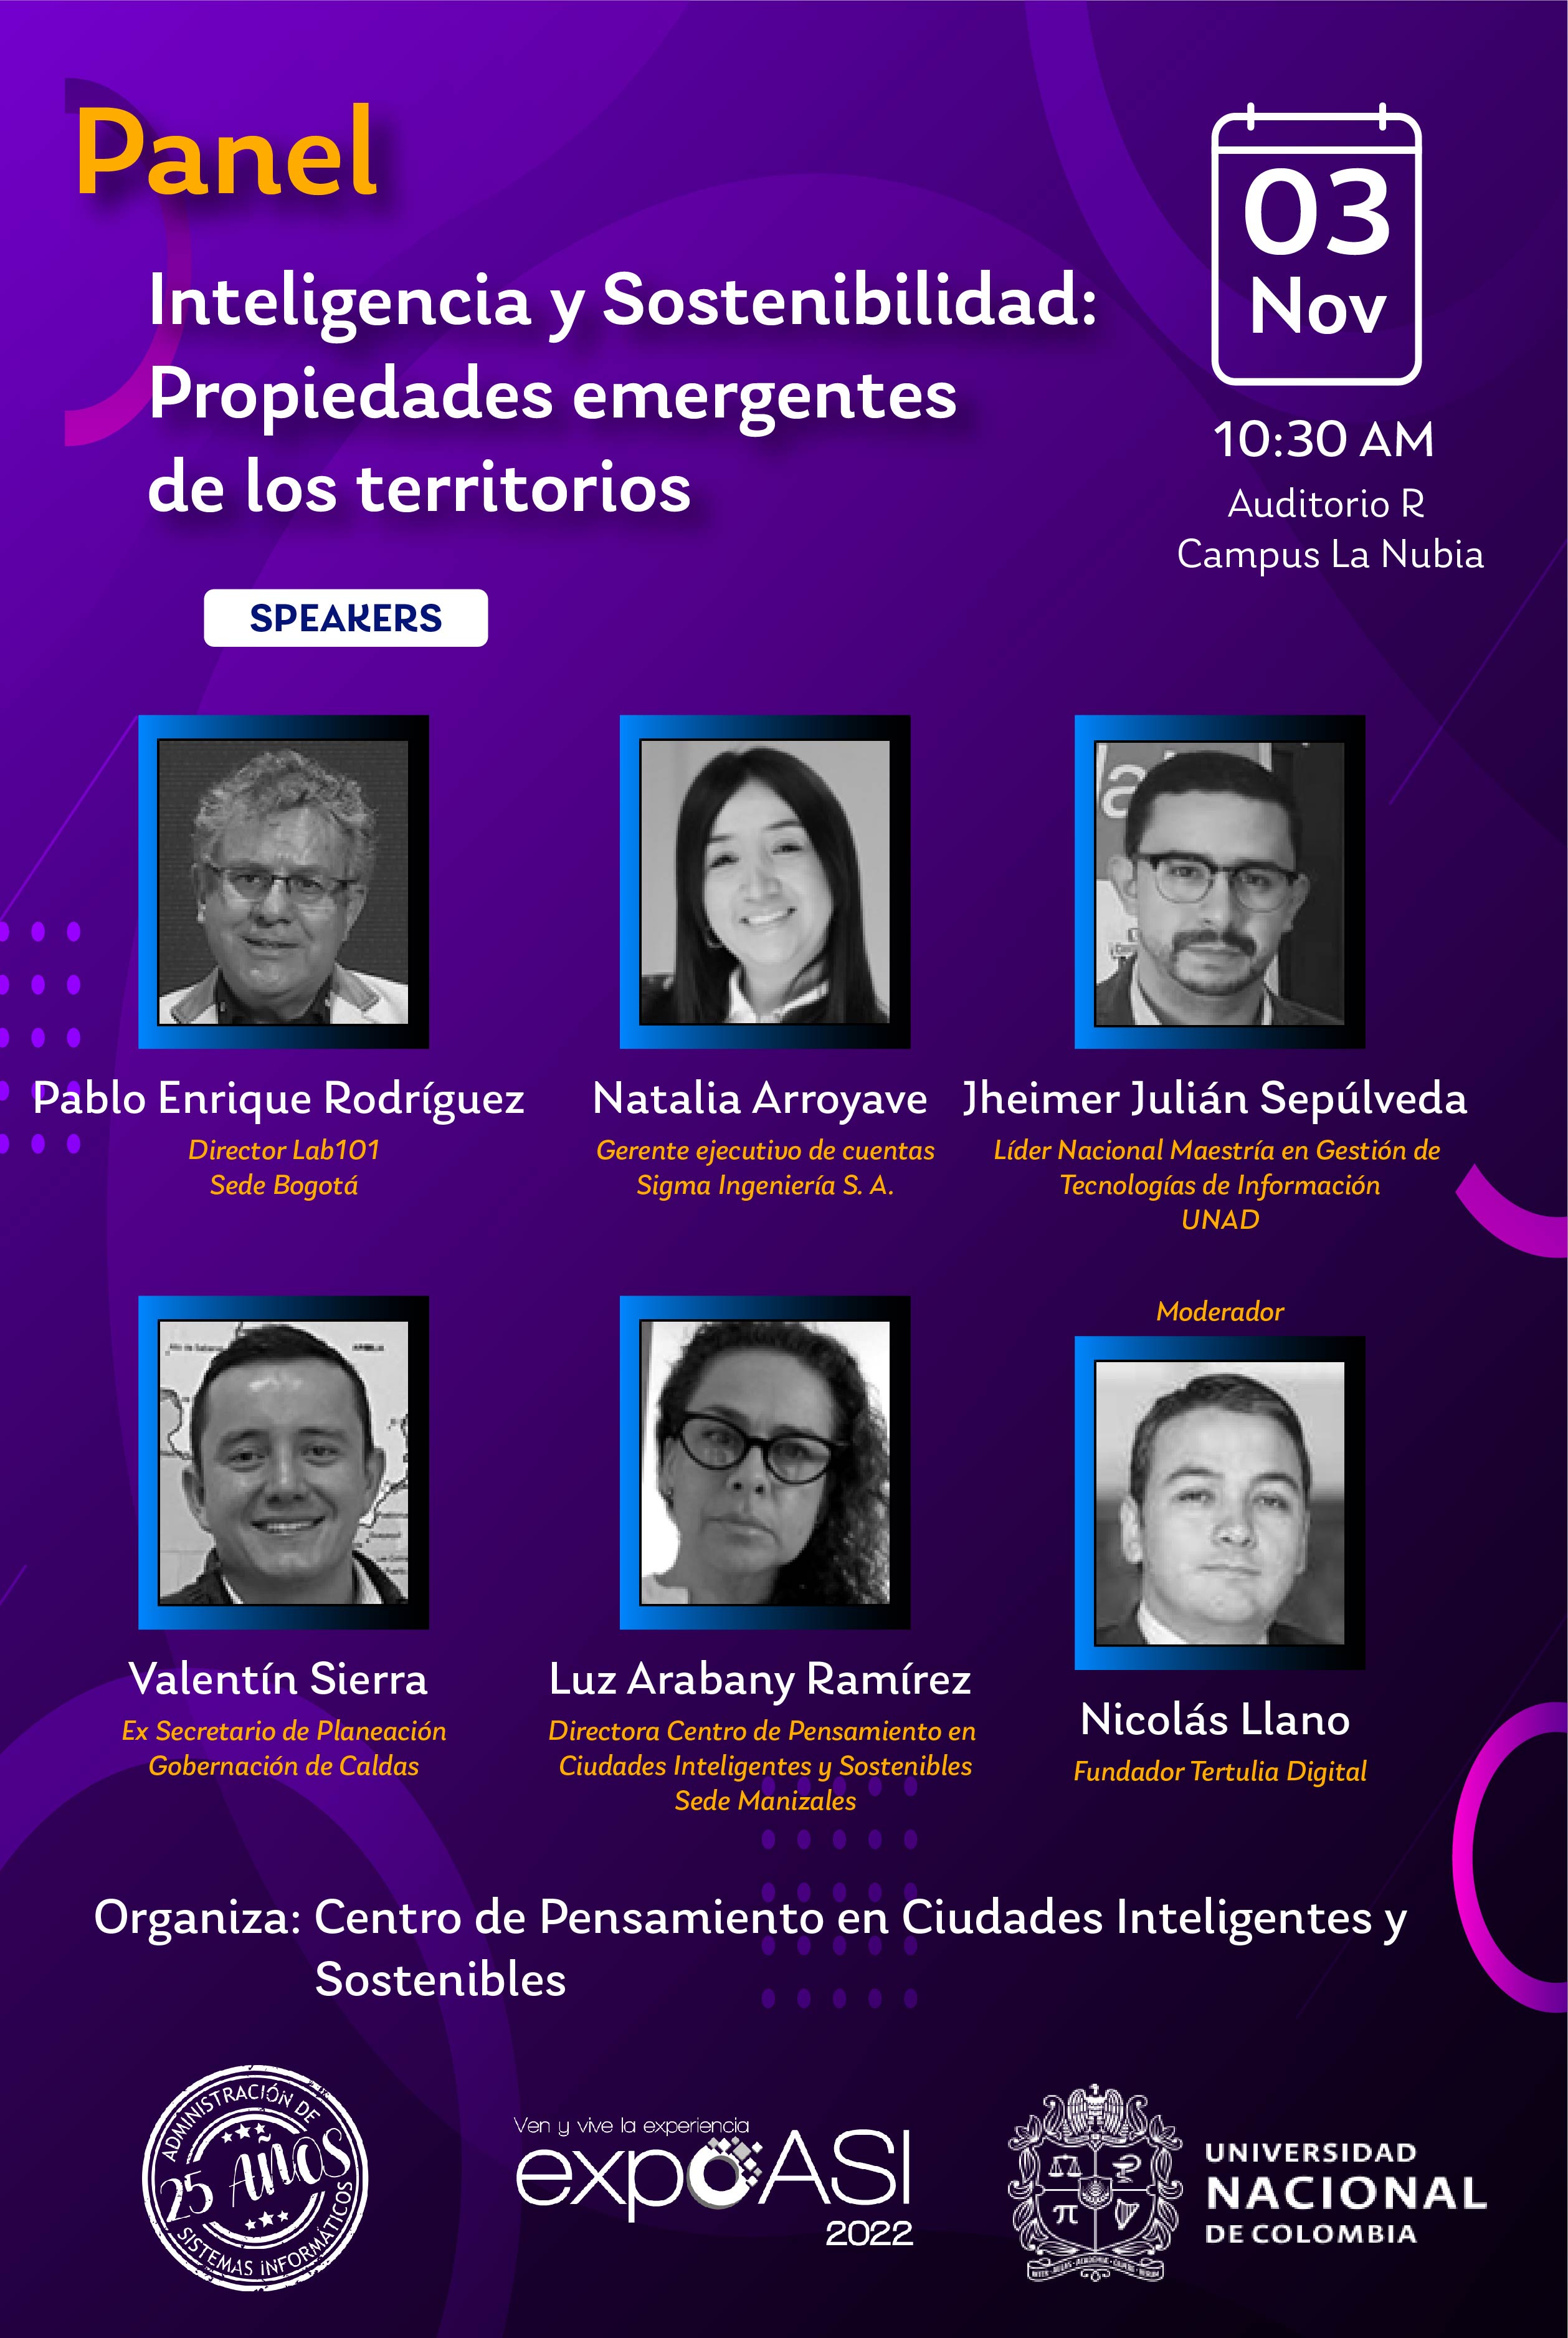 Panel
Inteligencia y Sostenibilidad:
Propiedades emergentes
de los territorios
03
Nov
10:30 AM
Auditorio R
Campus La Nubia
SPEAKERS
Pablo Enrique Rodríguez
Director Lab101
Sede Bogotá
Natalia Arroyave
Gerente ejecutivo de cuentas
Sigma Ingeniería S. A.
Jheimer Julián Sepúlveda
Líder Nacional Maestría en Gestión de
Tecnologías de Información
UNAD
Valentín Sierra
Ex Secretario de Planeación
Gobernación de Caldas
Luz Arabany Ramírez
Directora Centro de Pensamiento en
Ciudades Inteligentes y Sostenibles
Sede Manizales
Moderador
Nicolás Llano
Fundador Tertulia Digital
Organiza: Centro de Pensamiento en Ciudades Inteligentes y
Sostenibles
ADMINISTRACIÓN DE
25 AÑOS
SISTEMAS INFORMÁTICOS
Ven y vive la experiencia
expoASI
2022
UNIVERSIDAD
NACIONAL
DE COLOMBIA